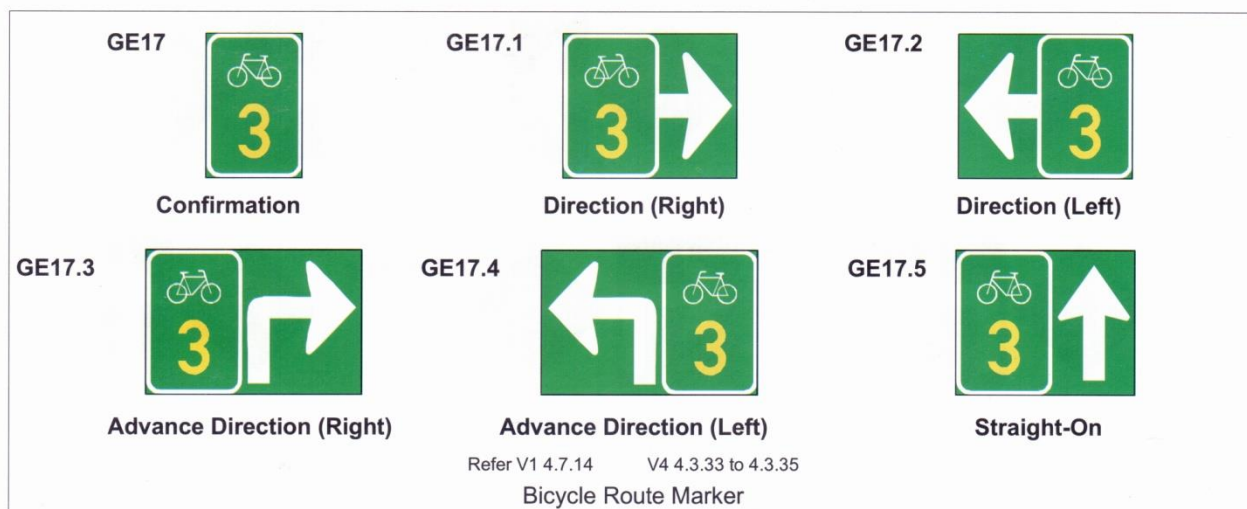 GE17
3
Confirmation
GE17.1
3
Direction (Right)
GE17.2
3
Direction (Left)
GE17.3
3
Advance Direction (Right)
GE17.4
3
Advance Direction (Left)
GE17.5
3
Straight-On
Refer V1 4.7.14 V4 4.3.33 to 4.3.35
Bicycle Route Marker